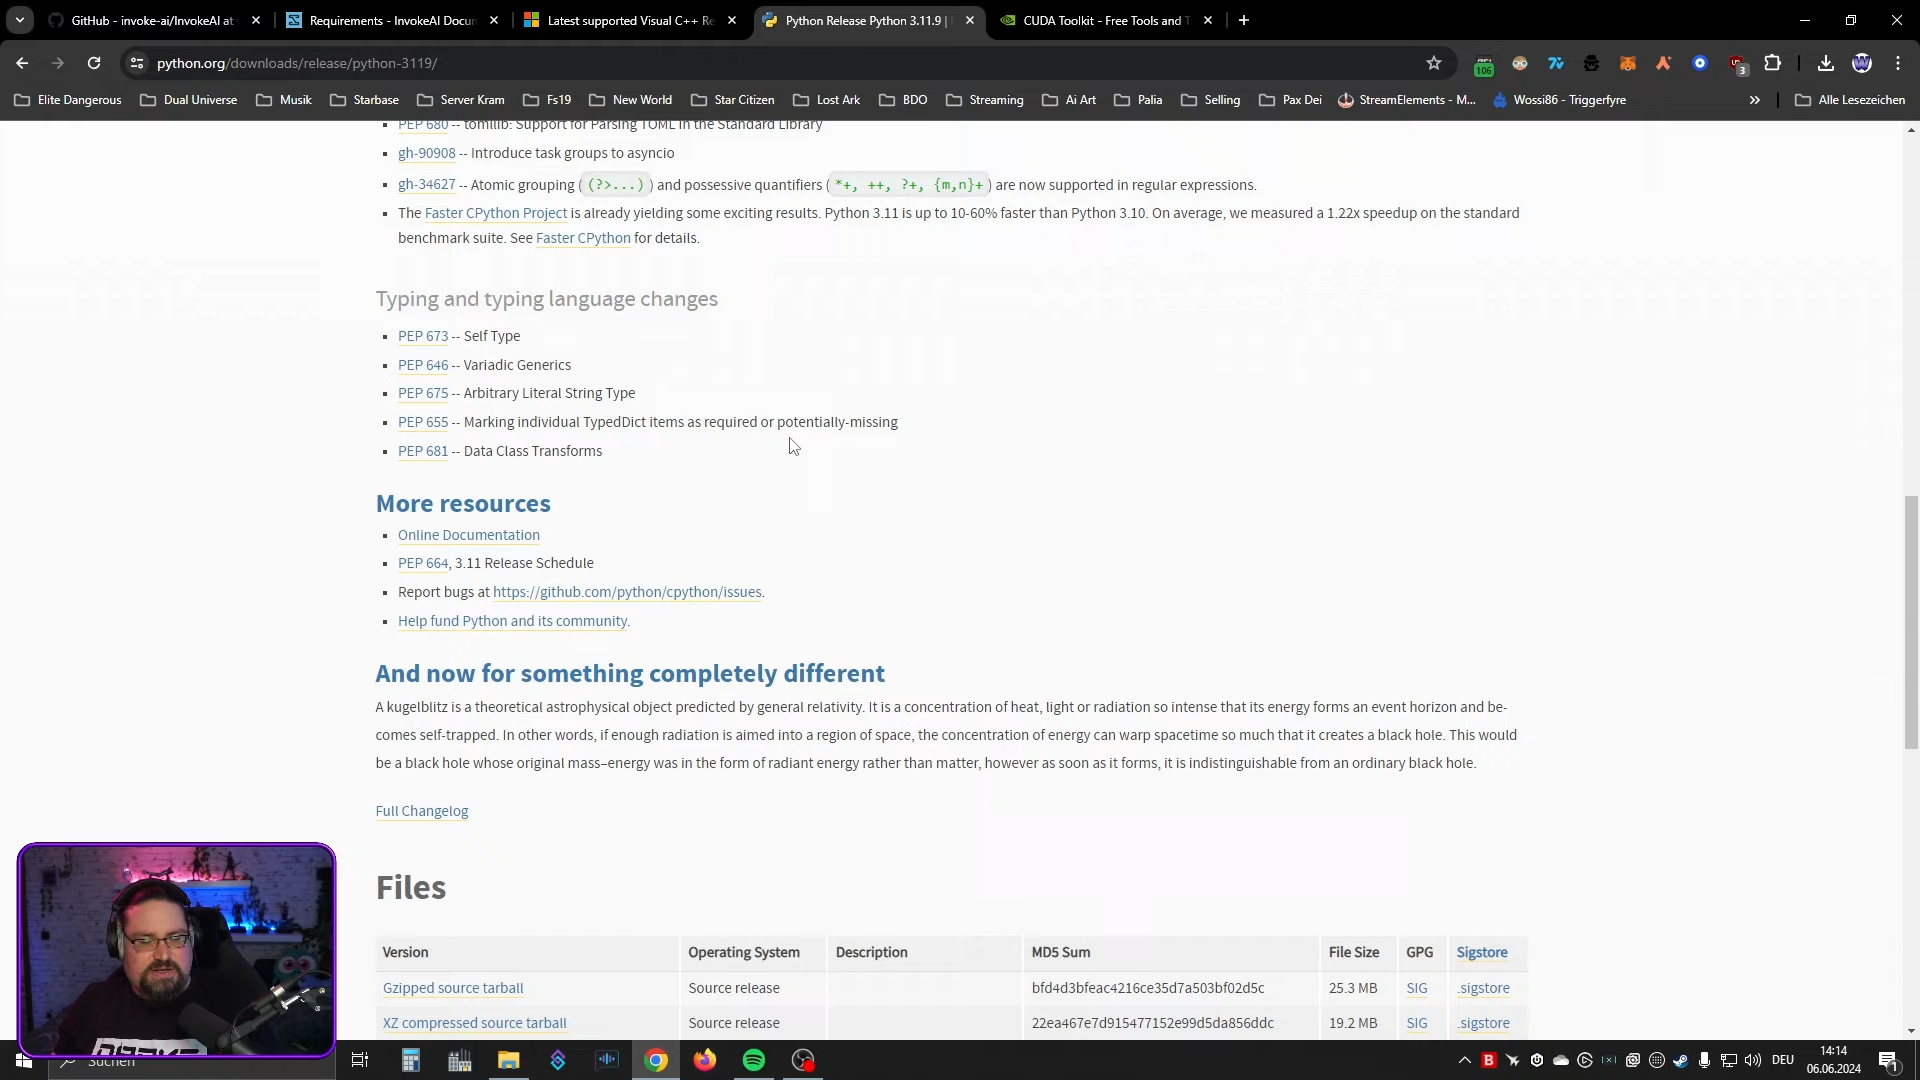 GitHub - invoke-ai/InvokeAI at
Requirements - InvokeAI Docum
Latest supported Visual C++ Re
Python Release Python 3.11.9 |
CUDA Toolkit - Free Tools and T
python.org/downloads/release/python-3119/
106
3
Elite Dangerous
Dual Universe
Musik
Starbase
Server Kram
Fs19
New World
Star Citizen
Lost Ark
BDO
Streaming
Ai Art
Palia
Selling
Pax Dei
StreamElements - M...
Wossi86 - Triggerfyre
Alle Lesezeichen
PEP 680 -- tomllib: Support for Parsing TOML in the Standard Library
gh-90908 -- Introduce task groups to asyncio
gh-34627 -- Atomic grouping ( (?>...) ) and possessive quantifiers ( *+, ++, ?+, {m,n}+ ) are now supported in regular expressions.
The Faster CPython Project is already yielding some exciting results. Python 3.11 is up to 10-60% faster than Python 3.10. On average, we measured a 1.22x speedup on the standard
benchmark suite. See Faster CPython for details.
Typing and typing language changes
PEP 673 -- Self Type
PEP 646 -- Variadic Generics
PEP 675 -- Arbitrary Literal String Type
PEP 655 -- Marking individual TypedDict items as required or potentially-missing
PEP 681 -- Data Class Transforms
More resources
Online Documentation
PEP 664, 3.11 Release Schedule
Report bugs at https://github.com/python/cpython/issues.
Help fund Python and its community.
And now for something completely different
A kugelblitz is a theoretical astrophysical object predicted by general relativity. It is a concentration of heat, light or radiation so intense that its energy forms an event horizon and be-
comes self-trapped. In other words, if enough radiation is aimed into a region of space, the concentration of energy can warp spacetime so much that it creates a black hole. This would
be a black hole whose original mass–energy was in the form of radiant energy rather than matter, however as soon as it forms, it is indistinguishable from an ordinary black hole.
Full Changelog
Files
Version Operating System Description MD5 Sum File Size GPG Sigstore
Gzipped source tarball Source release bfd4d3bfeac4216ce35d7a503bf02d5c 25.3 MB SIG .sigstore
XZ compressed source tarball Source release 22ea467e7d915477152e99d5da856ddc 19.2 MB SIG .sigstore
Suchen
DEU
14:14
06.06.2024
1